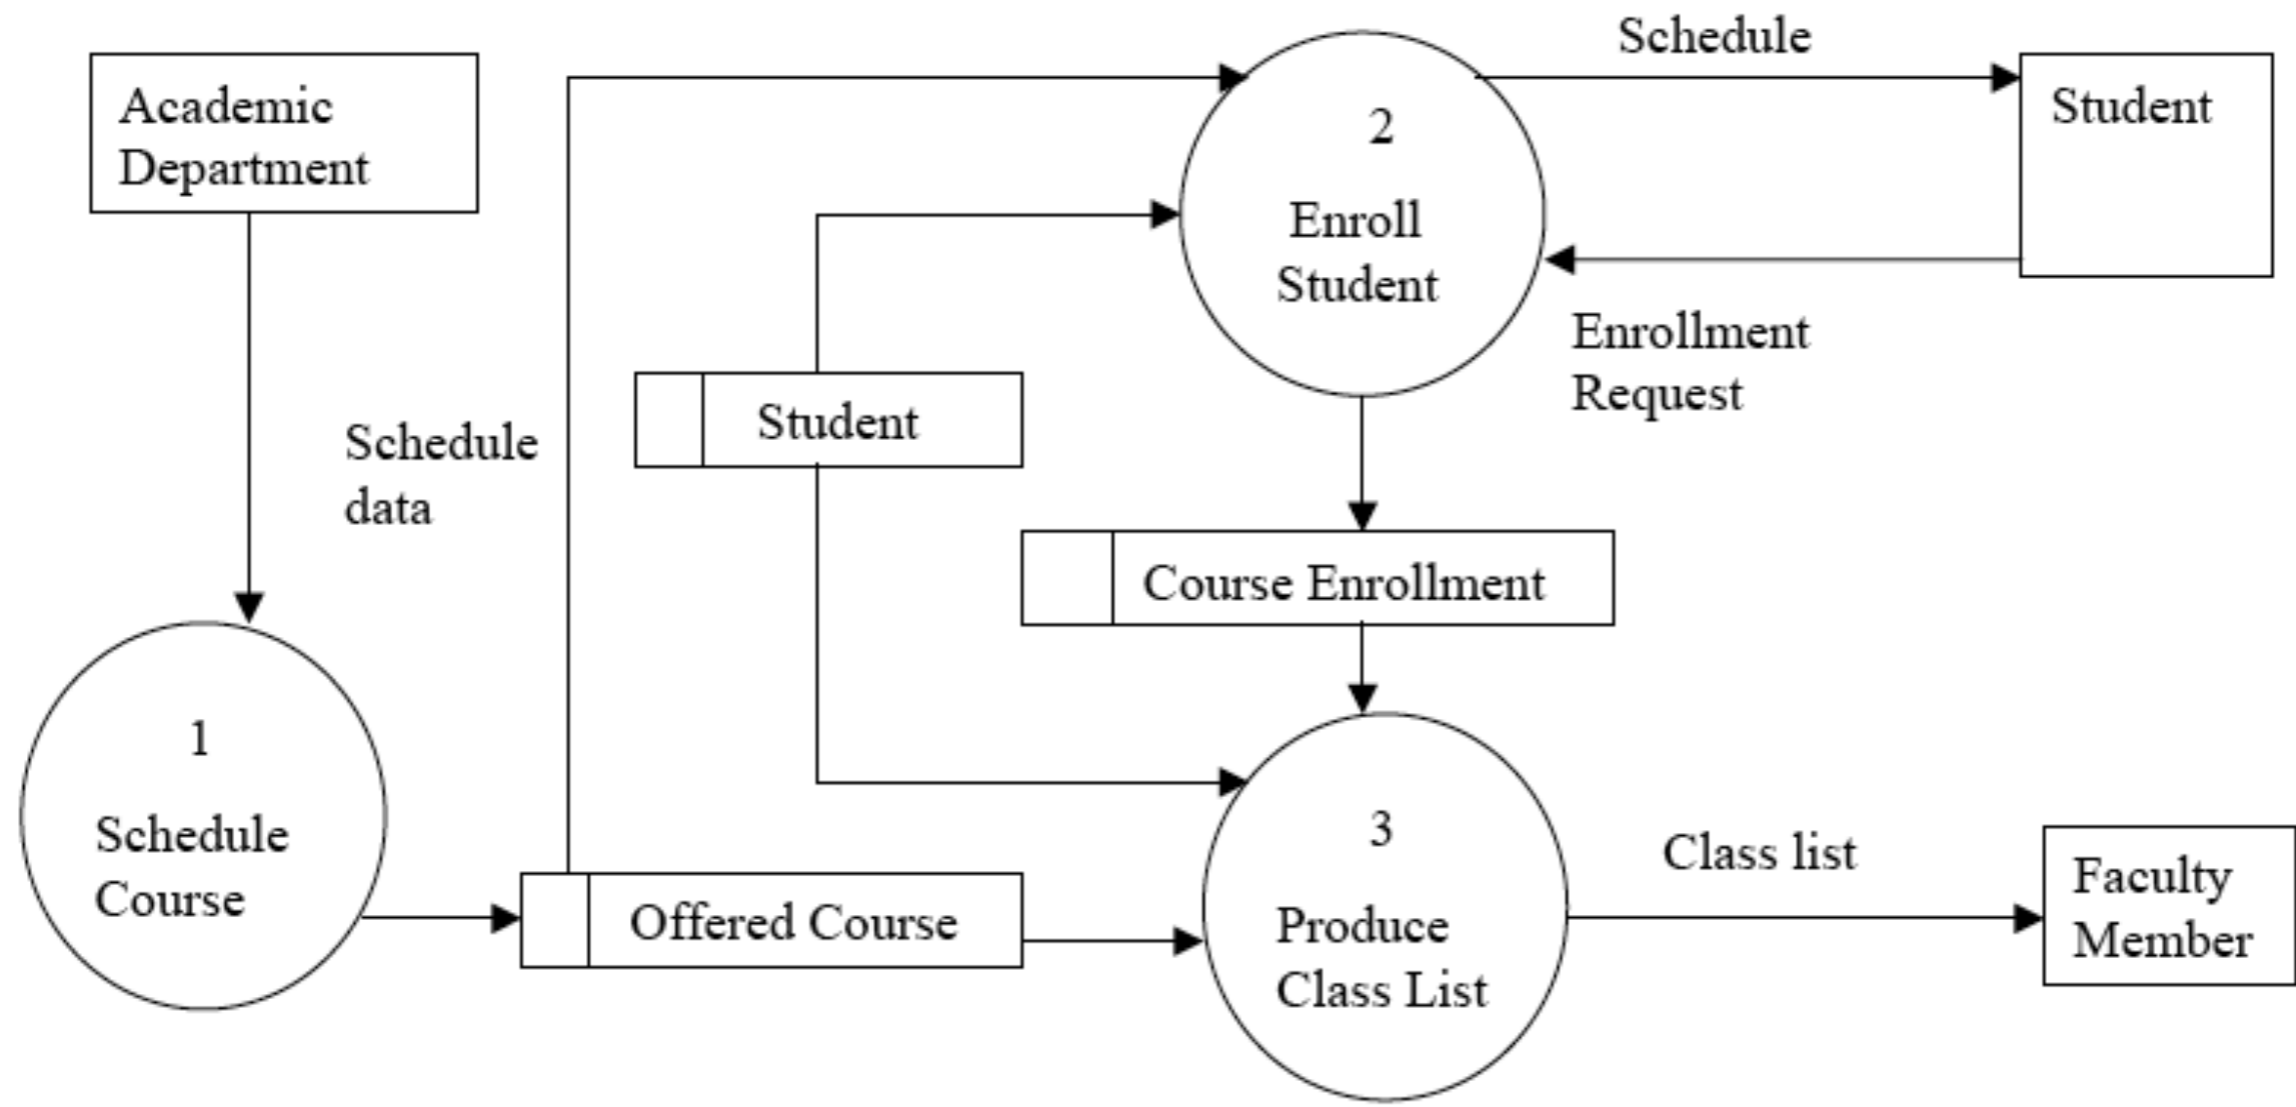 Academic
Department
Schedule
2
Enroll
Student
Student
Enrollment
Request
Schedule
data
Student
Course Enrollment
1
Schedule
Course
Offered Course
3
Produce
Class List
Class list
Faculty
Member